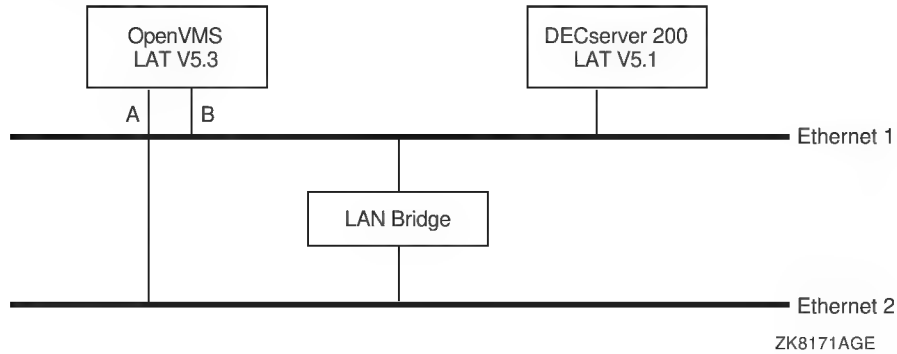 OpenVMS
LAT V5.3
DECserver 200
LAT V5.1
A
B
Ethernet 1
LAN Bridge
Ethernet 2
ZK8171AGE